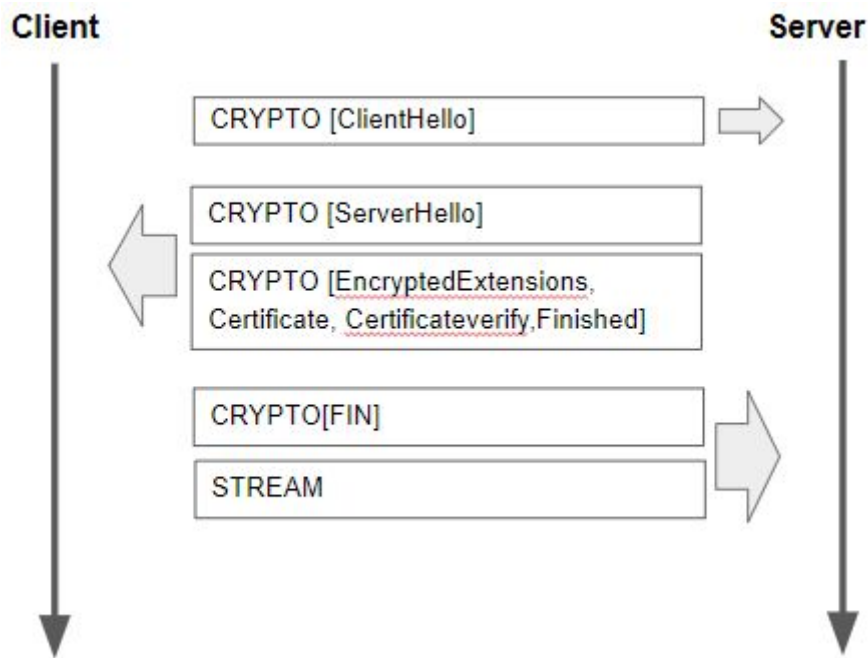 Client
Server
CRYPTO [ClientHello]
CRYPTO [ServerHello]
CRYPTO [EncryptedExtensions,
Certificate, Certificateverify,Finished]
CRYPTO[FIN]
STREAM